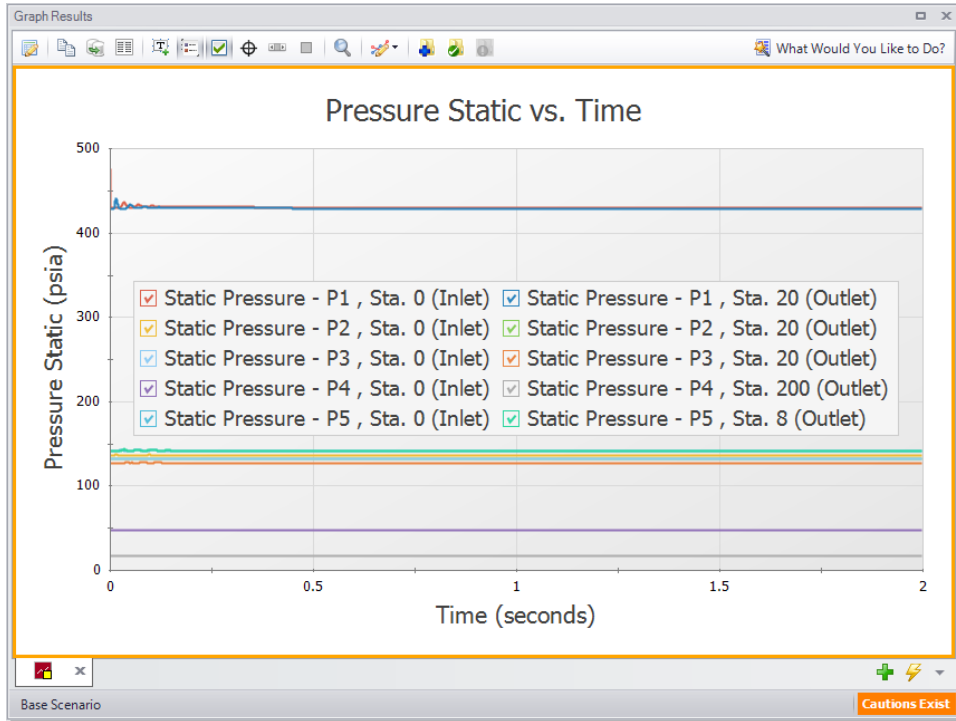 Graph Results
What Would You Like to Do?
Pressure Static vs. Time
Pressure Static (psia)
500
400
300
200
100
0
Static Pressure - P1 , Sta. 0 (Inlet) Static Pressure - P1 , Sta. 20 (Outlet)
Static Pressure - P2 , Sta. 0 (Inlet) Static Pressure - P2 , Sta. 20 (Outlet)
Static Pressure - P3 , Sta. 0 (Inlet) Static Pressure - P3 , Sta. 20 (Outlet)
Static Pressure - P4 , Sta. 0 (Inlet) Static Pressure - P4 , Sta. 200 (Outlet)
Static Pressure - P5 , Sta. 0 (Inlet) Static Pressure - P5 , Sta. 8 (Outlet)
0 0.5 1 1.5 2
Time (seconds)
Base Scenario
Cautions Exist